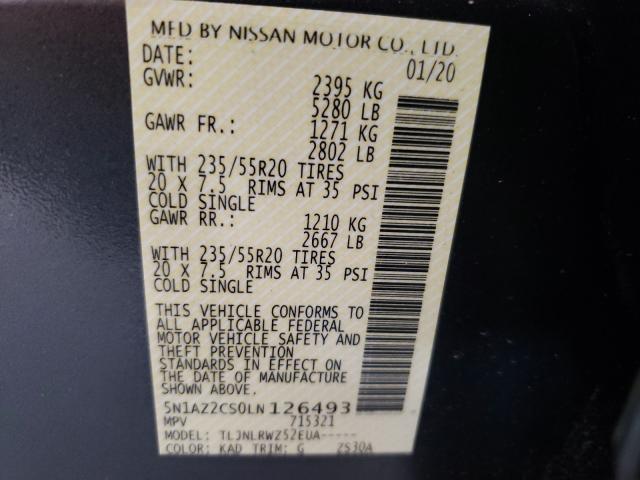 MFD BY NISSAN MOTOR CO., LTD.
DATE: 01/20
GVWR: 2395 KG
5280 LB
GAWR FR.: 1271 KG
2802 LB
WITH 235/55R20 TIRES
20 X 7.5 RIMS AT 35 PSI
COLD SINGLE
GAWR RR.: 1210 KG
2667 LB
WITH 235/55R20 TIRES
20 X 7.5 RIMS AT 35 PSI
COLD SINGLE
THIS VEHICLE CONFORMS TO
ALL APPLICABLE FEDERAL
MOTOR VEHICLE SAFETY AND
THEFT PREVENTION
STANDARDS IN EFFECT ON
THE DATE OF MANUFACTURE
SHOWN ABOVE.
5N1AZ2CS0LN126493
MPV 715321
MODEL: TLJNLRWZ52EUA-----
COLOR: KAD TRIM: G ZS30A